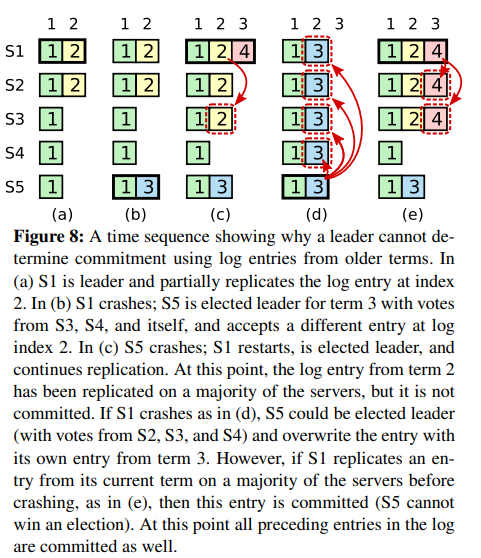 1 2 1 2 1 2 3 1 2 3 1 2 3
S1 1 2 1 2 1 2 4 1 3 1 2 4
S2 1 2 1 2 1 2 1 3 1 2 4
S3 1 1 1 2 1 3 1 2 4
S4 1 1 1 1 3 1
S5 1 1 3 1 3 1 3 1 3
(a) (b) (c) (d) (e)
Figure 8: A time sequence showing why a leader cannot de-
termine commitment using log entries from older terms. In
(a) S1 is leader and partially replicates the log entry at index
2. In (b) S1 crashes; S5 is elected leader for term 3 with votes
from S3, S4, and itself, and accepts a different entry at log
index 2. In (c) S5 crashes; S1 restarts, is elected leader, and
continues replication. At this point, the log entry from term 2
has been replicated on a majority of the servers, but it is not
committed. If S1 crashes as in (d), S5 could be elected leader
(with votes from S2, S3, and S4) and overwrite the entry with
its own entry from term 3. However, if S1 replicates an en-
try from its current term on a majority of the servers before
crashing, as in (e), then this entry is committed (S5 cannot
win an election). At this point all preceding entries in the log
are committed as well.